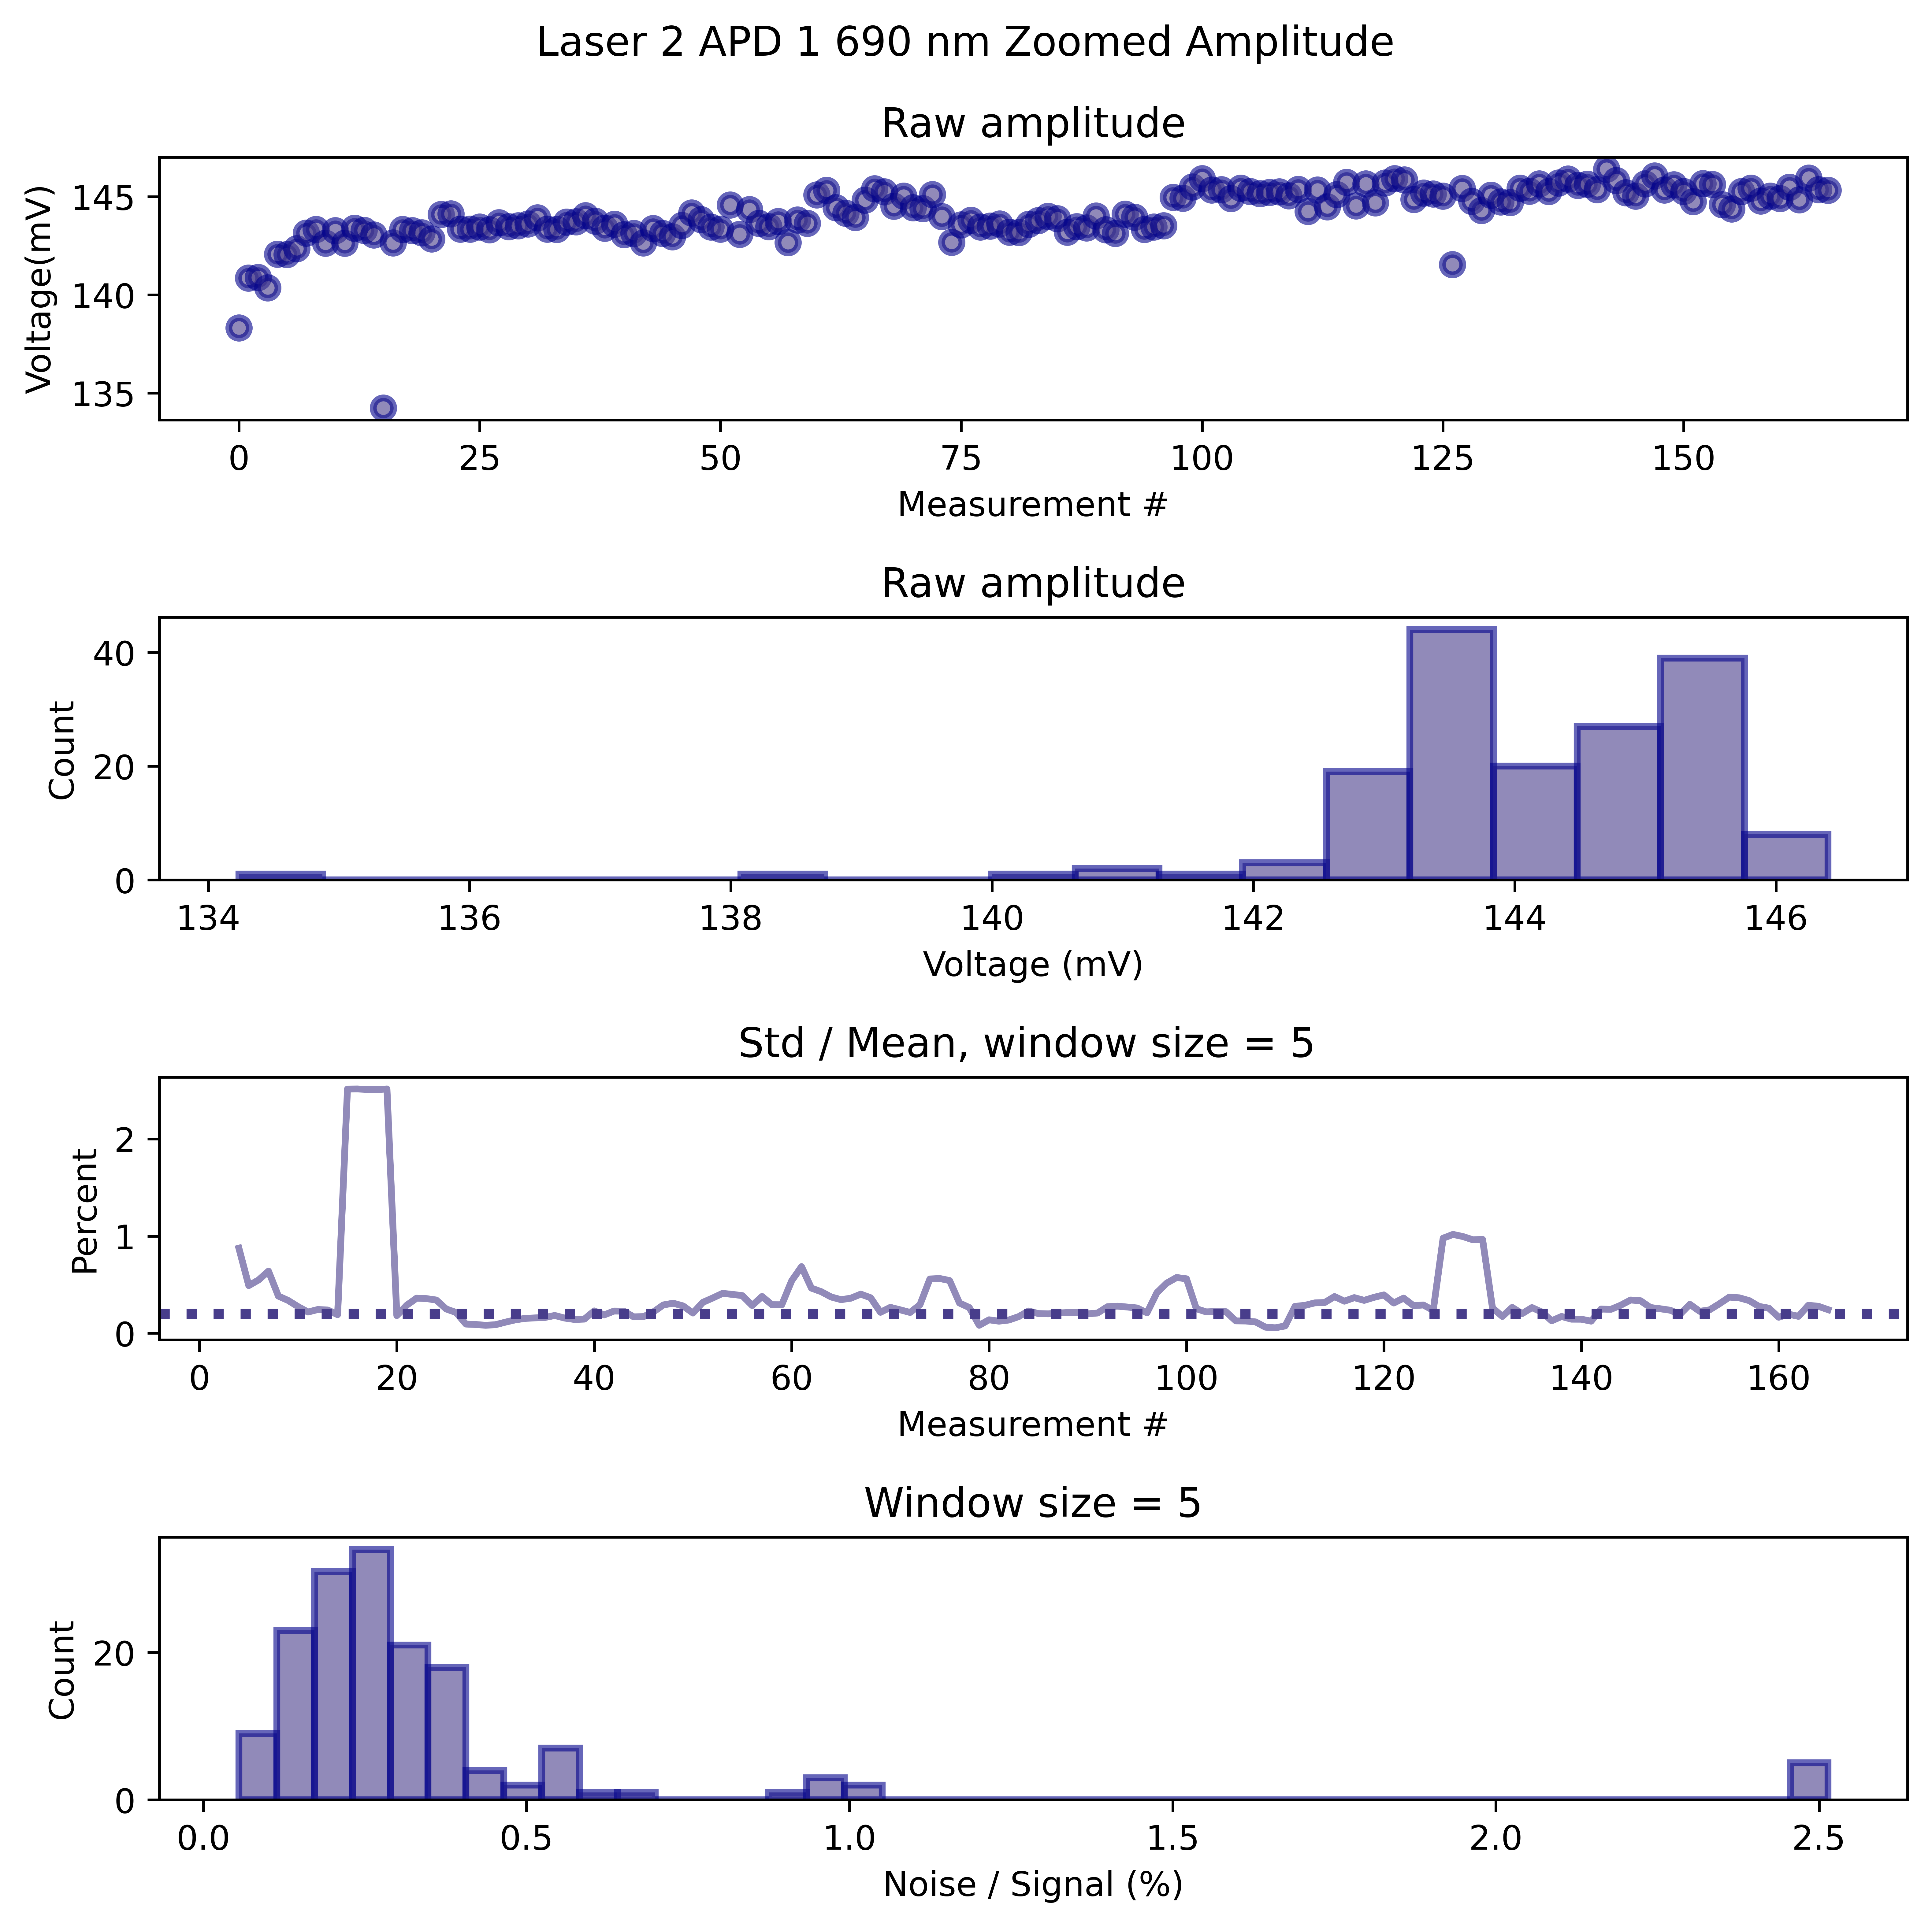 Laser 2 APD 1 690 nm Zoomed Amplitude
Raw amplitude
Voltage(mV)
145
140
135
0 25 50 75 100 125 150
Measurement #
Raw amplitude
Count
40
20
0
134 136 138 140 142 144 146
Voltage (mV)
Std / Mean, window size = 5
Percent
2
1
0
0 20 40 60 80 100 120 140 160
Measurement #
Window size = 5
Count
20
0
0.0 0.5 1.0 1.5 2.0 2.5
Noise / Signal (%)